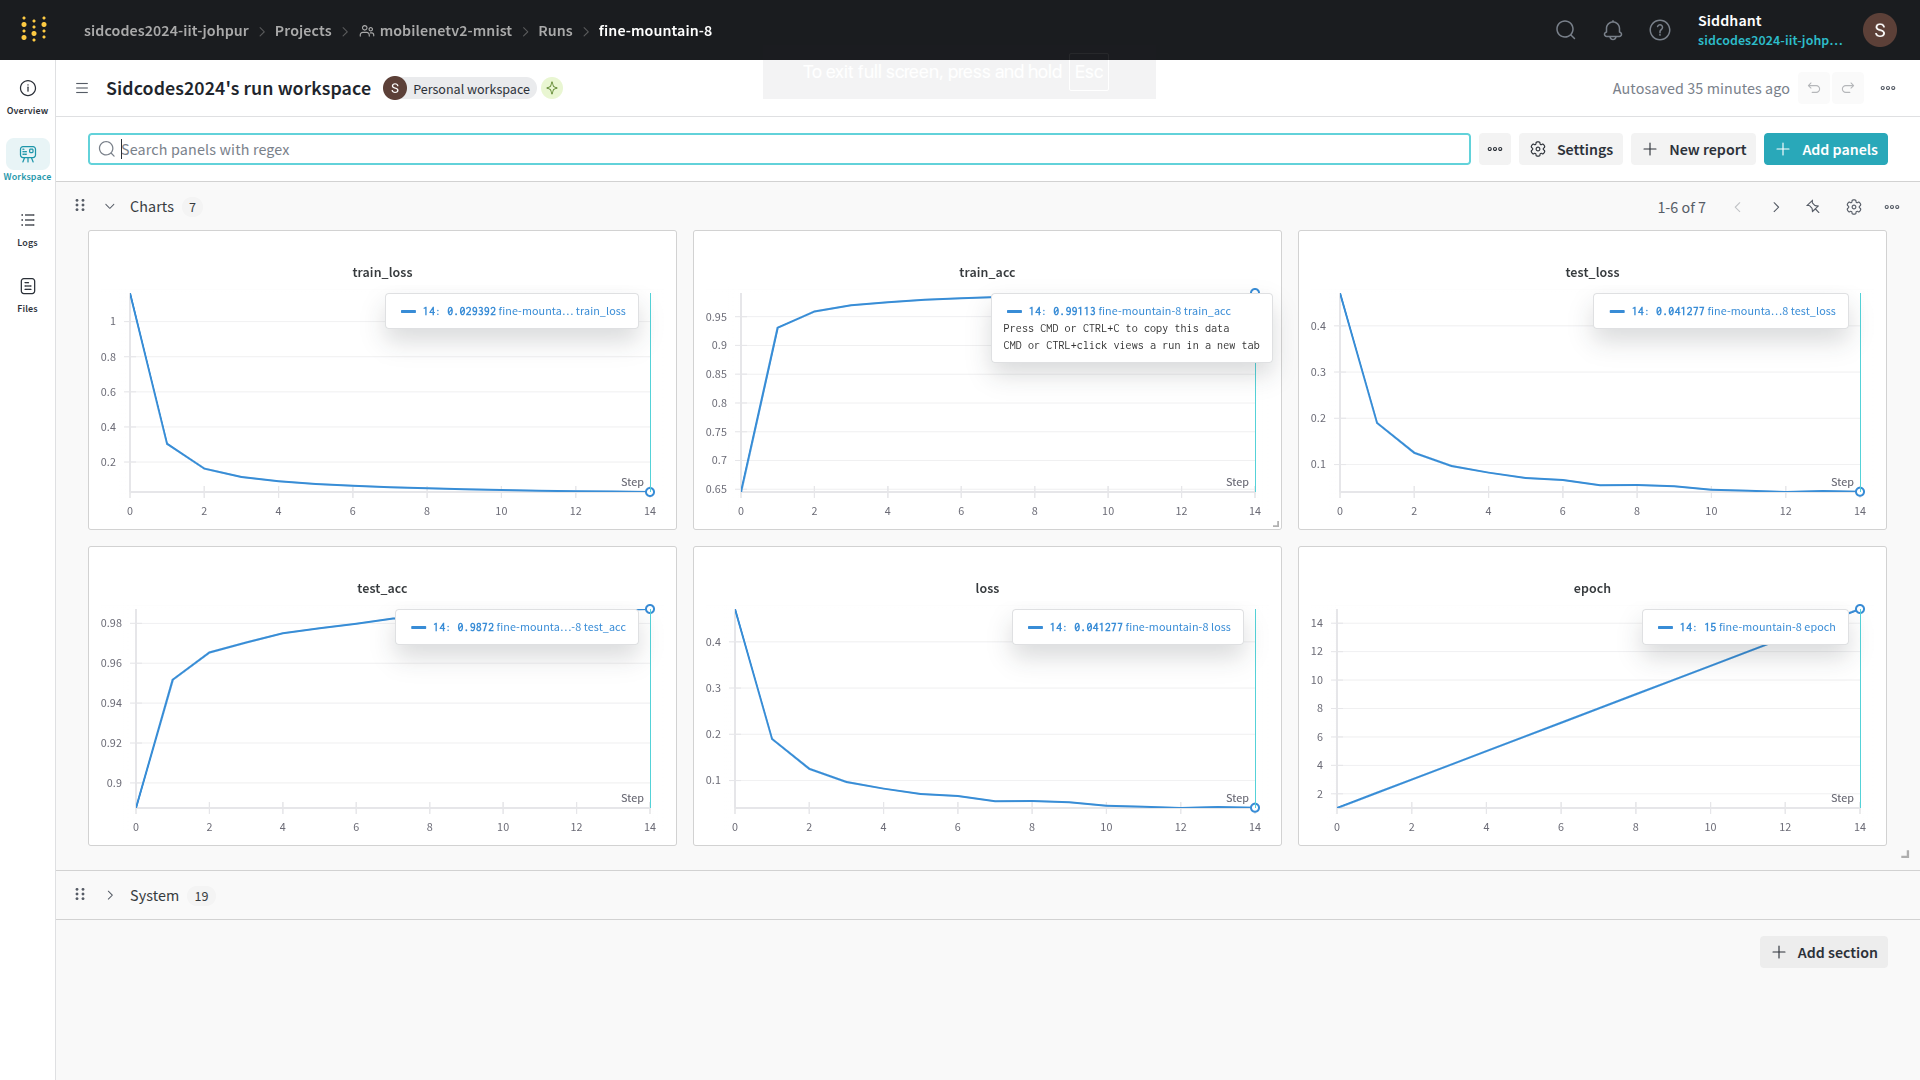 sidcodes2024-iit-johpur > Projects > mobilenetv2-mnist > Runs > fine-mountain-8
Siddhant
sidcodes2024-iit-johp...
S
To exit full screen, press and hold Esc
Overview
Workspace
Logs
Files
Sidcodes2024's run workspace
S Personal workspace
Autosaved 35 minutes ago
Search panels with regex
Settings
New report
Add panels
Charts 7
1-6 of 7
train_loss
14: 0.029392 fine-mounta... train_loss
1
0.8
0.6
0.4
0.2
Step
0 2 4 6 8 10 12 14
train_acc
14: 0.99113 fine-mountain-8 train_acc
Press CMD or CTRL+C to copy this data
CMD or CTRL+click views a run in a new tab
0.95
0.9
0.85
0.8
0.75
0.7
0.65
Step
0 2 4 6 8 10 12 14
test_loss
14: 0.041277 fine-mounta...8 test_loss
0.4
0.3
0.2
0.1
Step
0 2 4 6 8 10 12 14
test_acc
14: 0.9872 fine-mounta...-8 test_acc
0.98
0.96
0.94
0.92
0.9
Step
0 2 4 6 8 10 12 14
loss
14: 0.041277 fine-mountain-8 loss
0.4
0.3
0.2
0.1
Step
0 2 4 6 8 10 12 14
epoch
14: 15 fine-mountain-8 epoch
14
12
10
8
6
4
2
Step
0 2 4 6 8 10 12 14
System 19
Add section